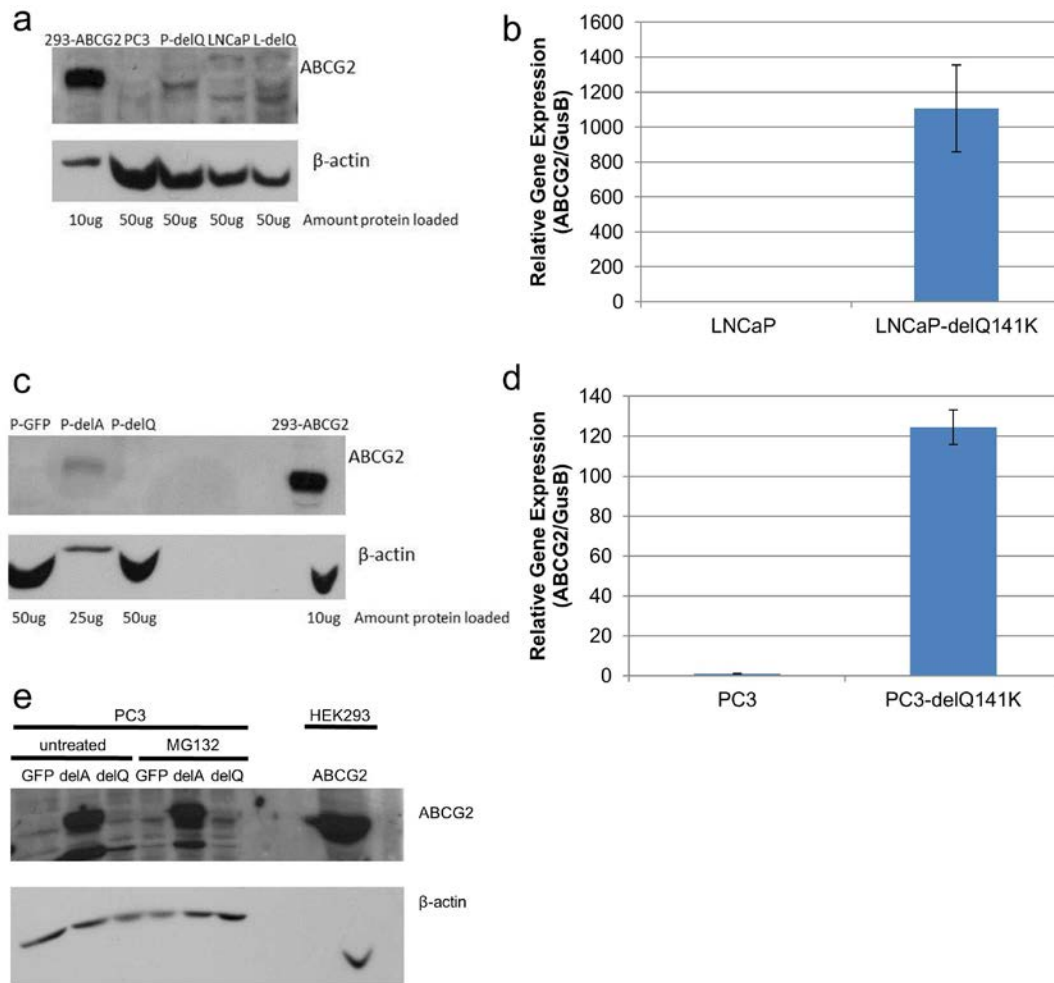 a
293-ABCG2 PC3 P-delQ LNCaP L-delQ
ABCG2
β-actin
10ug 50ug 50ug 50ug 50ug Amount protein loaded
b
Relative Gene Expression
(ABCG2/GusB)
1600
1400
1200
1000
800
600
400
200
0
LNCaP LNCaP-delQ141K
c
P-GFP P-delA P-delQ 293-ABCG2
ABCG2
β-actin
50ug 25ug 50ug 10ug Amount protein loaded
d
Relative Gene Expression
(ABCG2/GusB)
140
120
100
80
60
40
20
0
PC3 PC3-delQ141K
e
PC3 HEK293
untreated MG132
GFP delA delQ GFP delA delQ ABCG2
ABCG2
β-actin